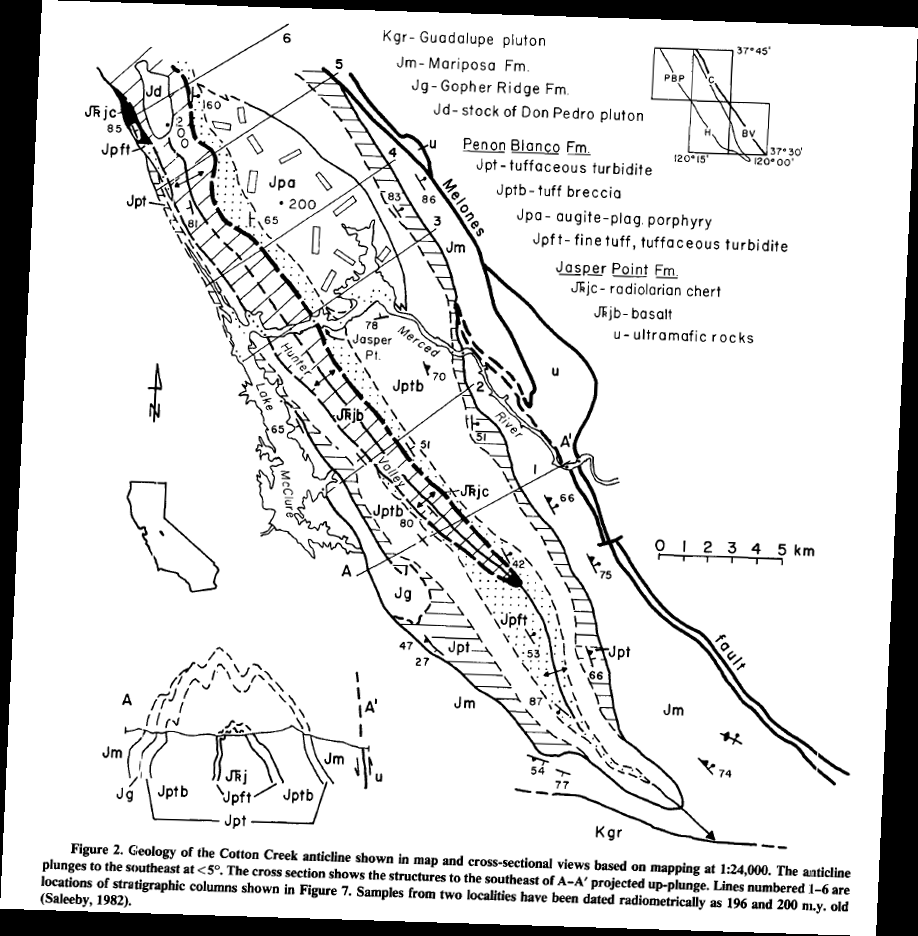 6
Kgr-Guadalupe pluton
5
Jm-Mariposa Fm.
37°45'
Jg-Gopher Ridge Fm.
PBP
C
Jd
Jd-stock of Don Pedro pluton
JTkjc
60
H
BV
85
200
u
Penon Blanco Fm.
37°30'
Jpft
4
Jpt-tuffaceous turbidite
120°15'
120°00'
Jpa
Jptb-tuff breccia
83
86
Melones
Jpt
200
Jpa-augite-plag. porphyry
65
3
81
Jm
Jpft-fine tuff, tuffaceous turbidite
Jasper Point Fm.
JTkjc-radiolarian chert
JTkjb-basalt
78
Merced
u-ultramafic rocks
Jasper
Pt.
Hunter
70
u
N
Jptb
2
Lake
JTkjb
River
65
51
51
A'
Valley
1
McClure
JTkjc
66
Jptb
80
0 1 2 3 4 5 km
A
42
75
Jg
Jpft
fault
47
Jpt
53
Jpt
27
66
A
A'
Jm
87
Jm
Jm
Jm
74
54
Jg
Jptb
JTkj
Jptb
u
77
Jpft
Jpt
Kgr
Figure 2. Geology of the Cotton Creek anticline shown in map and cross-sectional views based on mapping at 1:24,000. The anticline
plunges to the southeast at <5°. The cross section shows the structures to the southeast of A–A′ projected up-plunge. Lines numbered 1–6 are
locations of stratigraphic columns shown in Figure 7. Samples from two localities have been dated radiometrically as 196 and 200 m.y. old
(Saleeby, 1982).